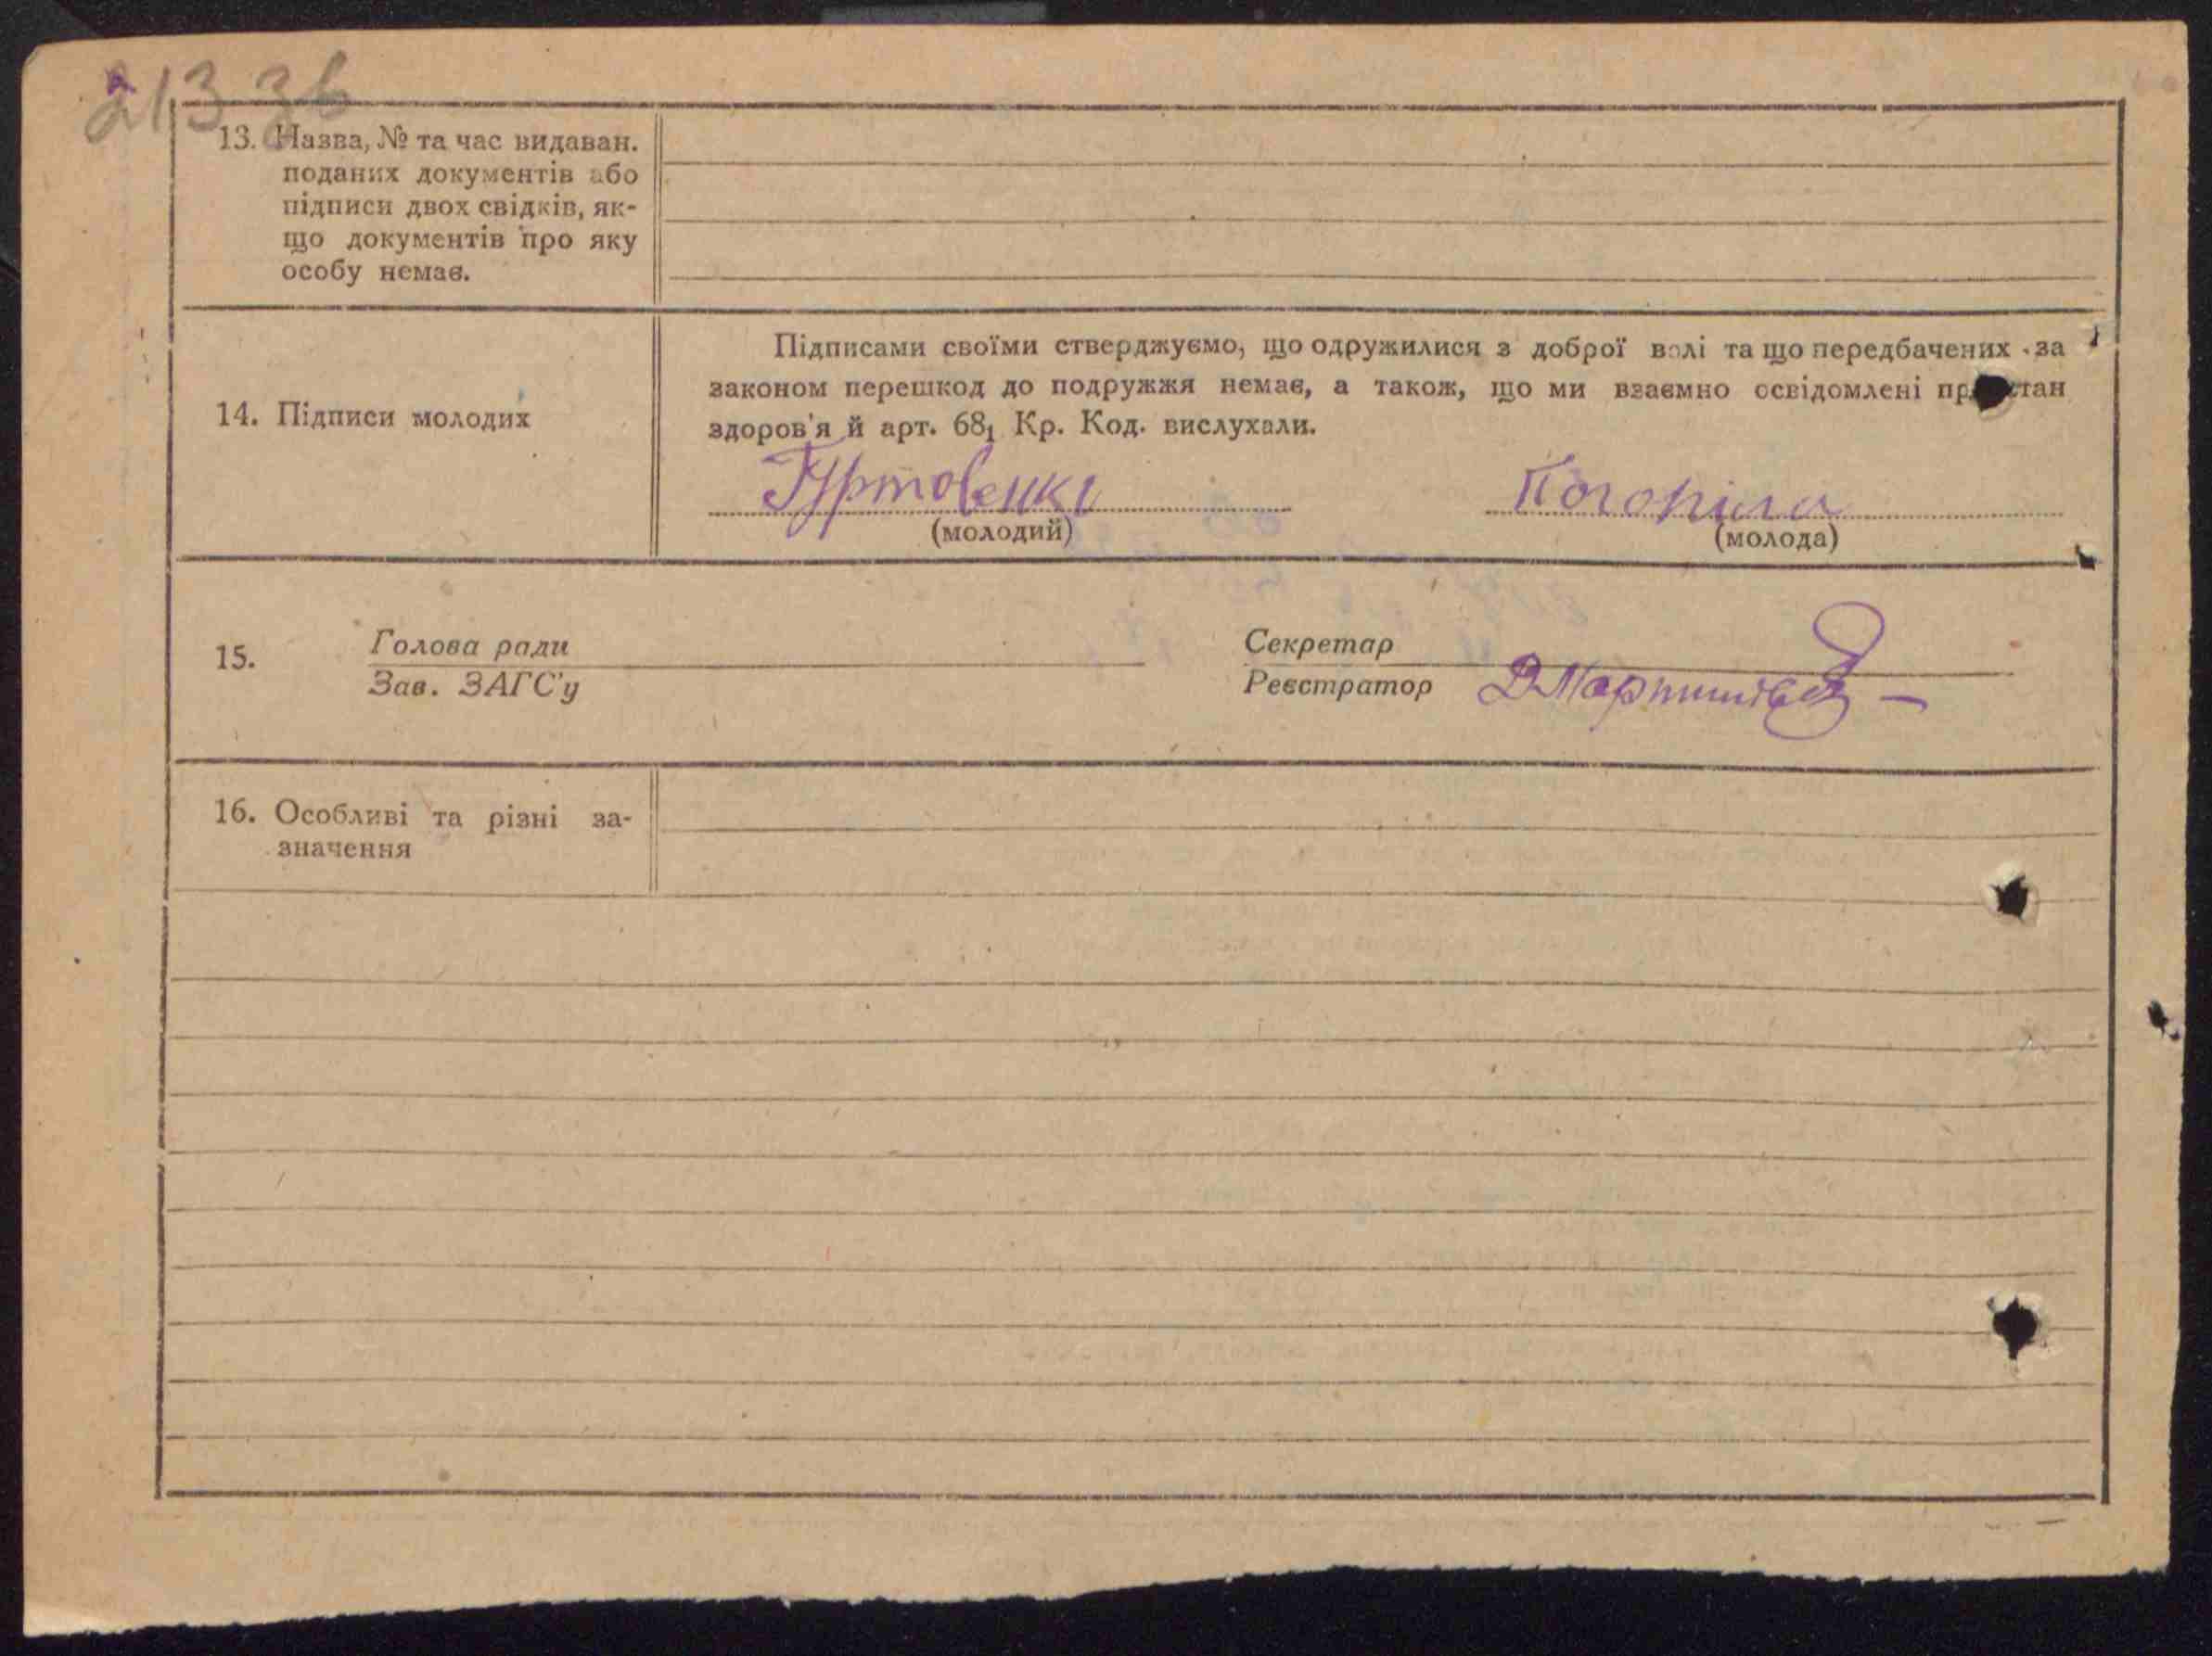 213 зв
13. Назва, № та час видаван.
поданих документів або
підписи двох свідків, як-
що документів про яку
особу немає.
14. Підписи молодих
Підписами своїми стверджуємо, що одружилися з доброї волі та що передбачених за
законом перешкод до подружжя немає, а також, що ми взаємно освідомлені про стан
здоров'я й арт. 68₁ Кр. Код. вислухали.
Гуртовенко Погоріла
(молодий) (молода)
15. Голова ради Секретар
Зав. ЗАГС'у Реєстратор
16. Особливі та різні за-
значення